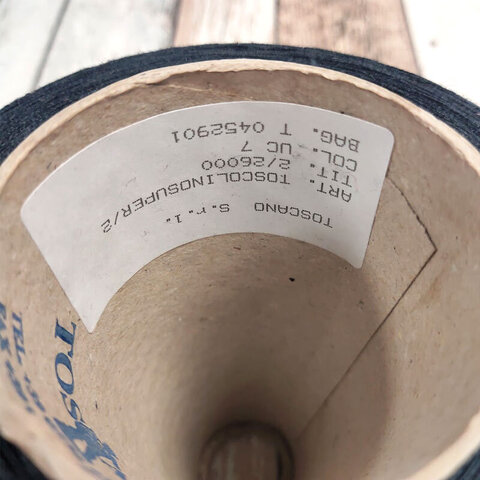 TOSCANO S.r.l.
ART. TOSCOLINOSUPER/2
TIT. 2/26000
COL. UC 7
BAG. T 0452901